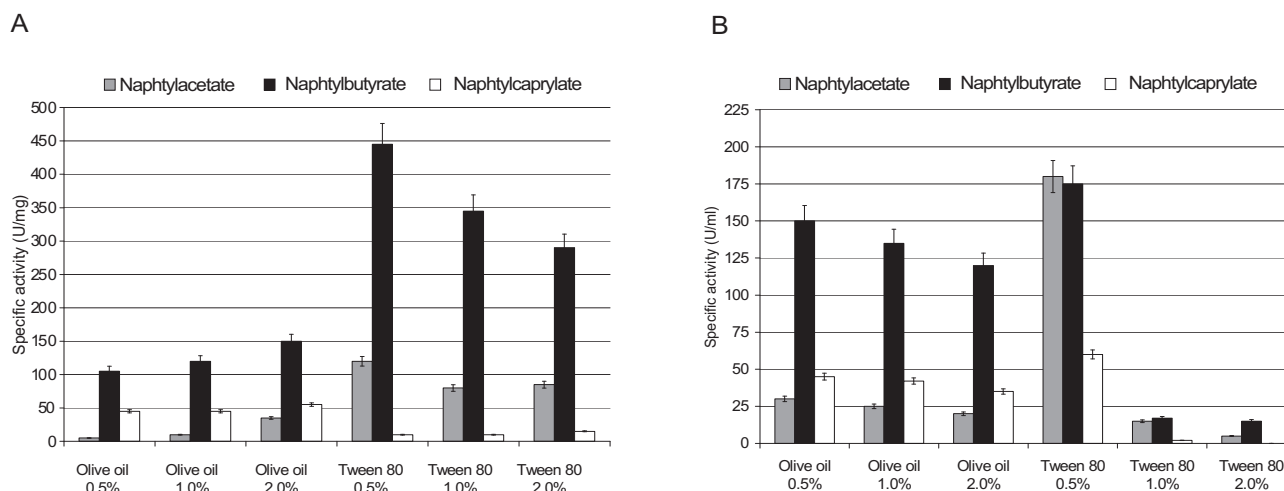 A
Naphtylacetate Naphtylbutyrate Naphtylcaprylate
Specific activity (U/mg)
500
450
400
350
300
250
200
150
100
50
0
Olive oil Olive oil Olive oil Tween 80 Tween 80 Tween 80
0.5% 1.0% 2.0% 0.5% 1.0% 2.0%
B
Naphtylacetate Naphtylbutyrate Naphtylcaprylate
Specific activity (U/ml)
225
200
175
150
125
100
75
50
25
0
Olive oil Olive oil Olive oil Tween 80 Tween 80 Tween 80
0.5% 1.0% 2.0% 0.5% 1.0% 2.0%